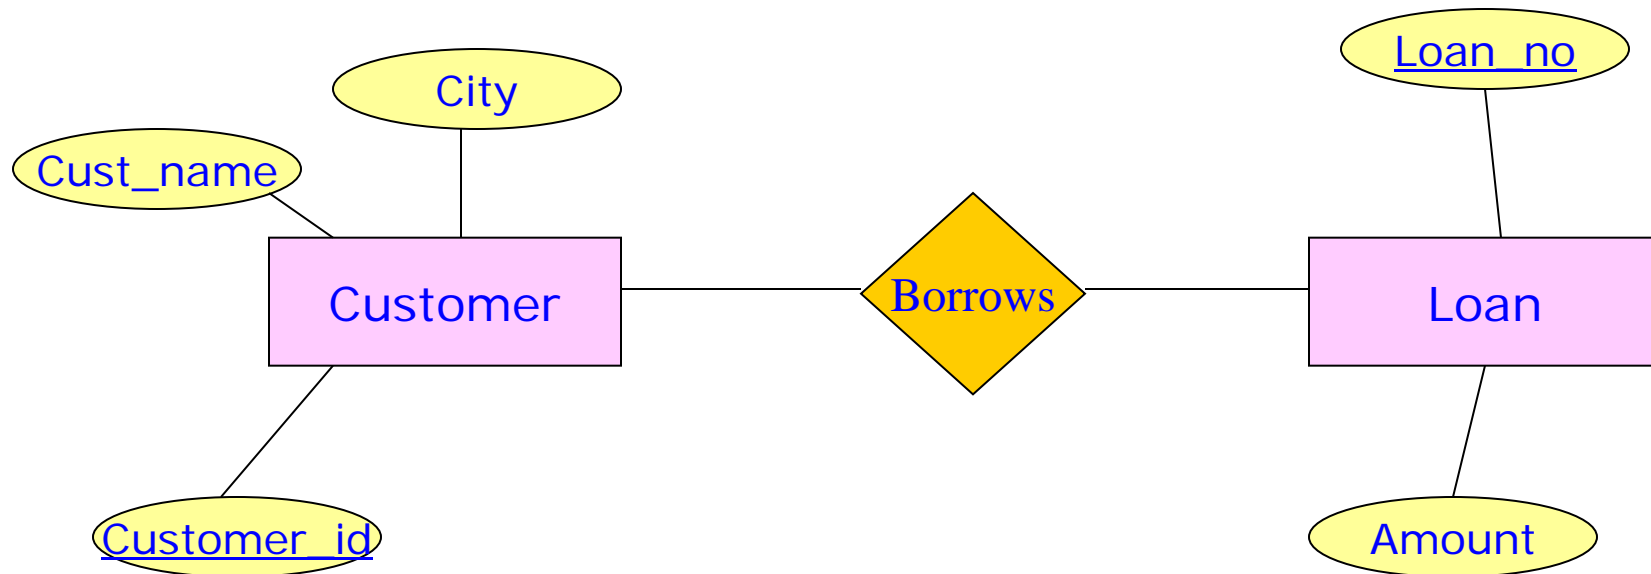 Loan_no
City
Cust_name
Customer
Borrows
Loan
Customer_id
Amount